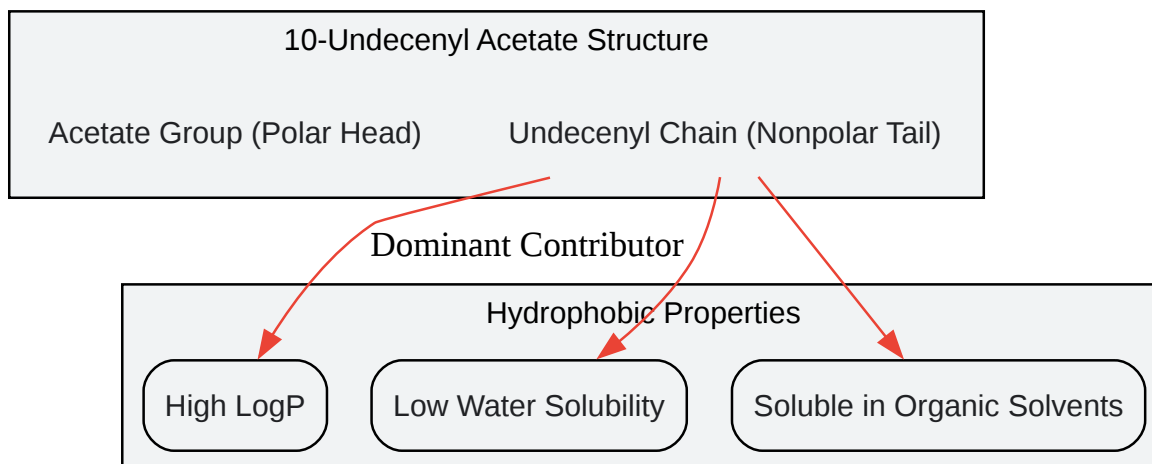 10-Undecenyl Acetate Structure
Acetate Group (Polar Head) Undecenyl Chain (Nonpolar Tail)
Dominant Contributor
Hydrophobic Properties
High LogP Low Water Solubility Soluble in Organic Solvents